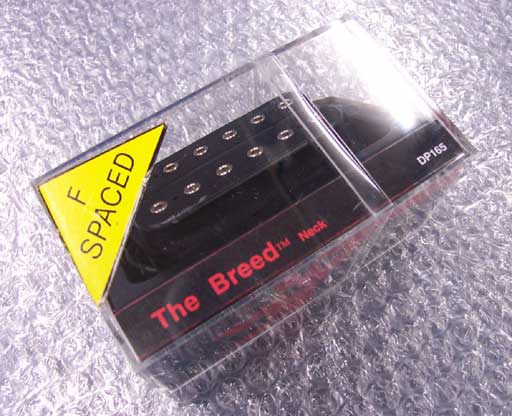 F
SPACED
DP165
The Breed™ Neck